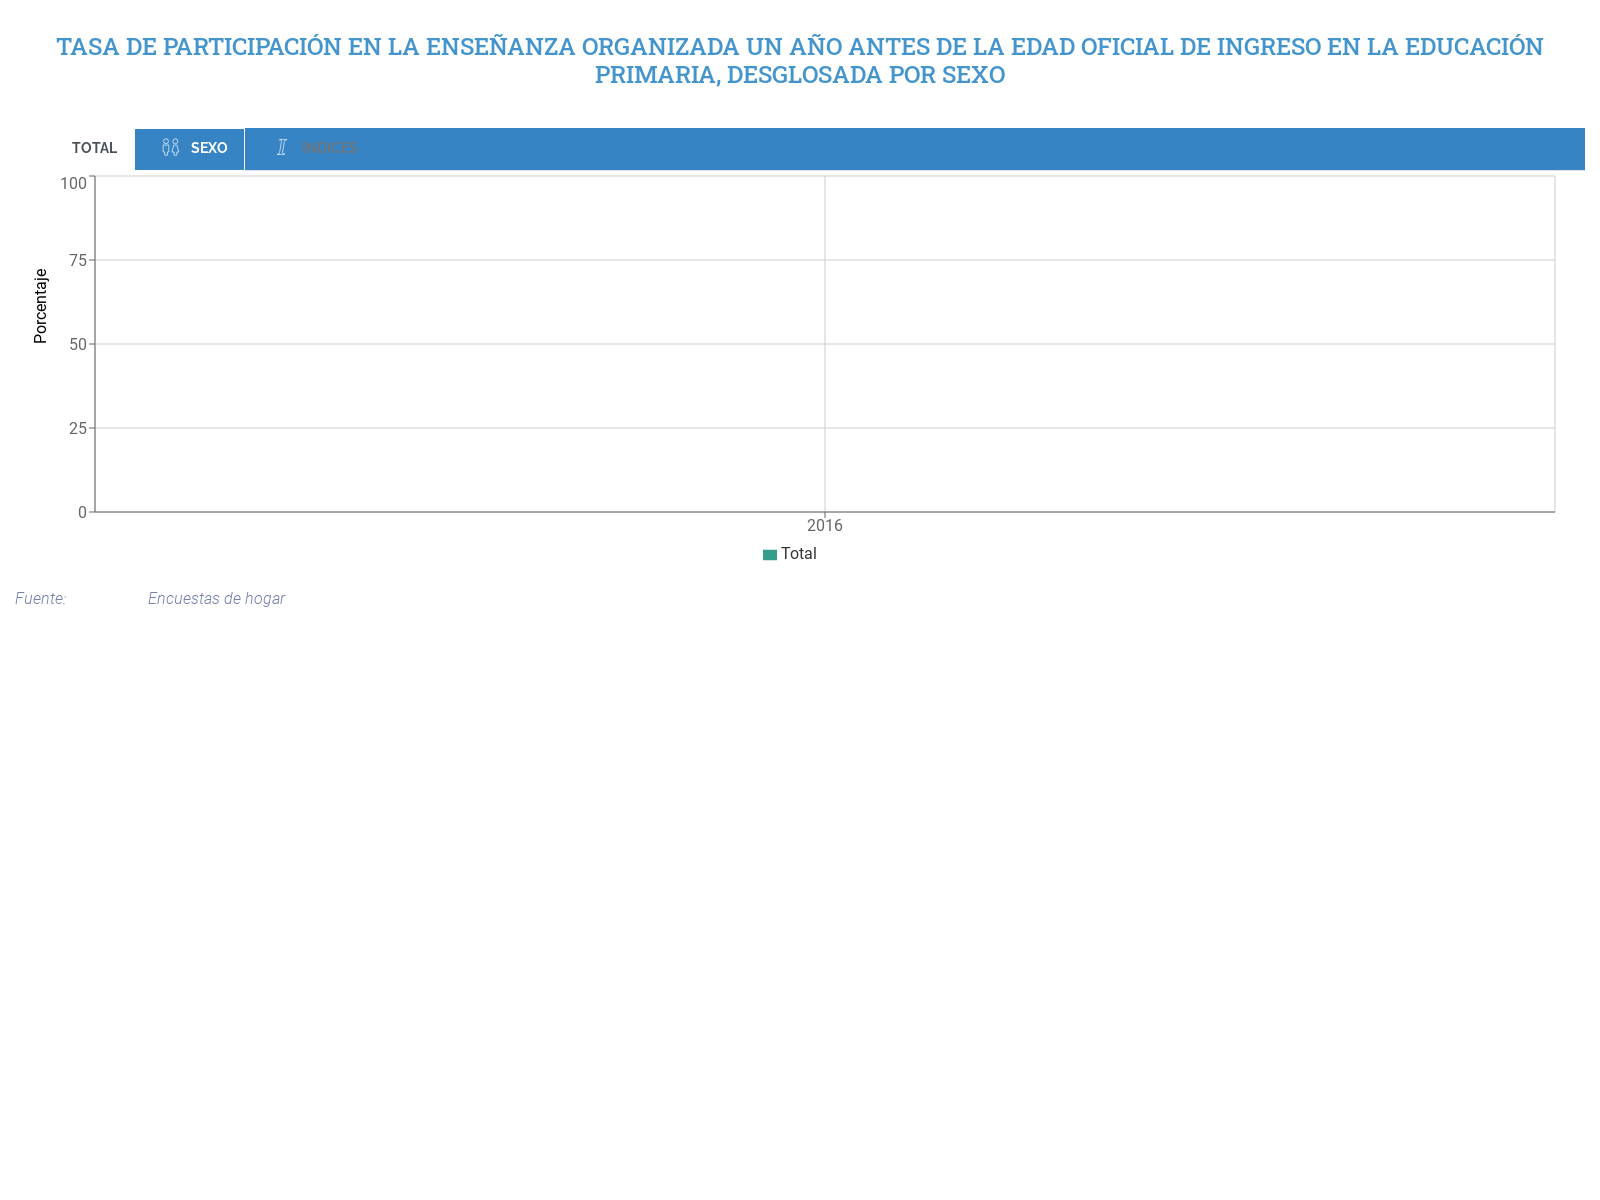 TASA DE PARTICIPACIÓN EN LA ENSEÑANZA ORGANIZADA UN AÑO ANTES DE LA EDAD OFICIAL DE INGRESO EN LA EDUCACIÓN
PRIMARIA, DESGLOSADA POR SEXO
TOTAL SEXO ÍNDICES
100
75
50
25
0
Porcentaje
2016
Total
Fuente: Encuestas de hogar